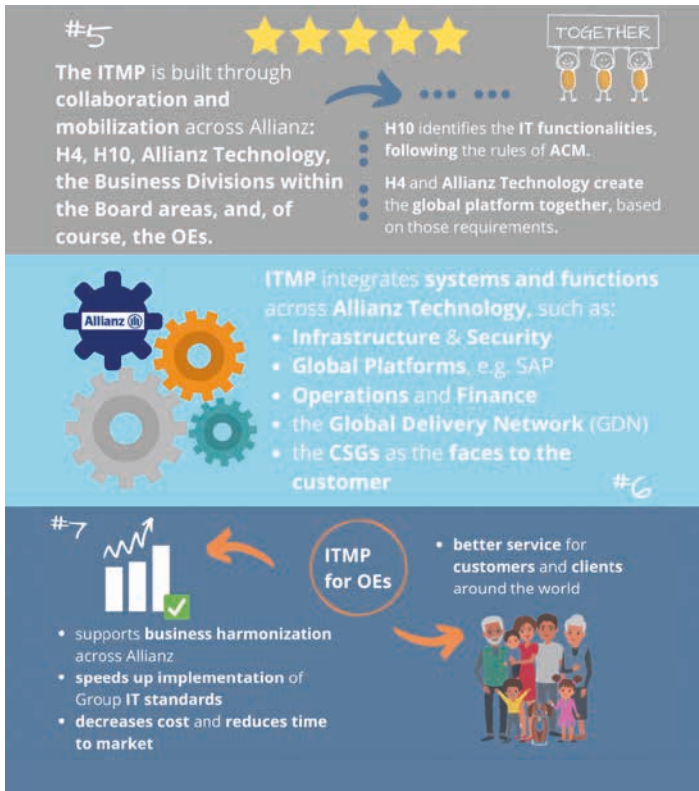 #5
The ITMP is built through
collaboration and
mobilization across Allianz:
H4, H10, Allianz Technology,
the Business Divisions within
the Board areas, and, of
course, the OEs.
TOGETHER
H10 identifies the IT functionalities,
following the rules of ACM.
H4 and Allianz Technology create
the global platform together, based
on those requirements.
Allianz
ITMP integrates systems and functions
across Allianz Technology, such as:
• Infrastructure & Security
• Global Platforms, e.g. SAP
• Operations and Finance
• the Global Delivery Network (GDN)
• the CSGs as the faces to the
customer
#6
#7
ITMP
for OEs
• better service for
customers and clients
around the world
• supports business harmonization
across Allianz
• speeds up implementation of
Group IT standards
• decreases cost and reduces time
to market